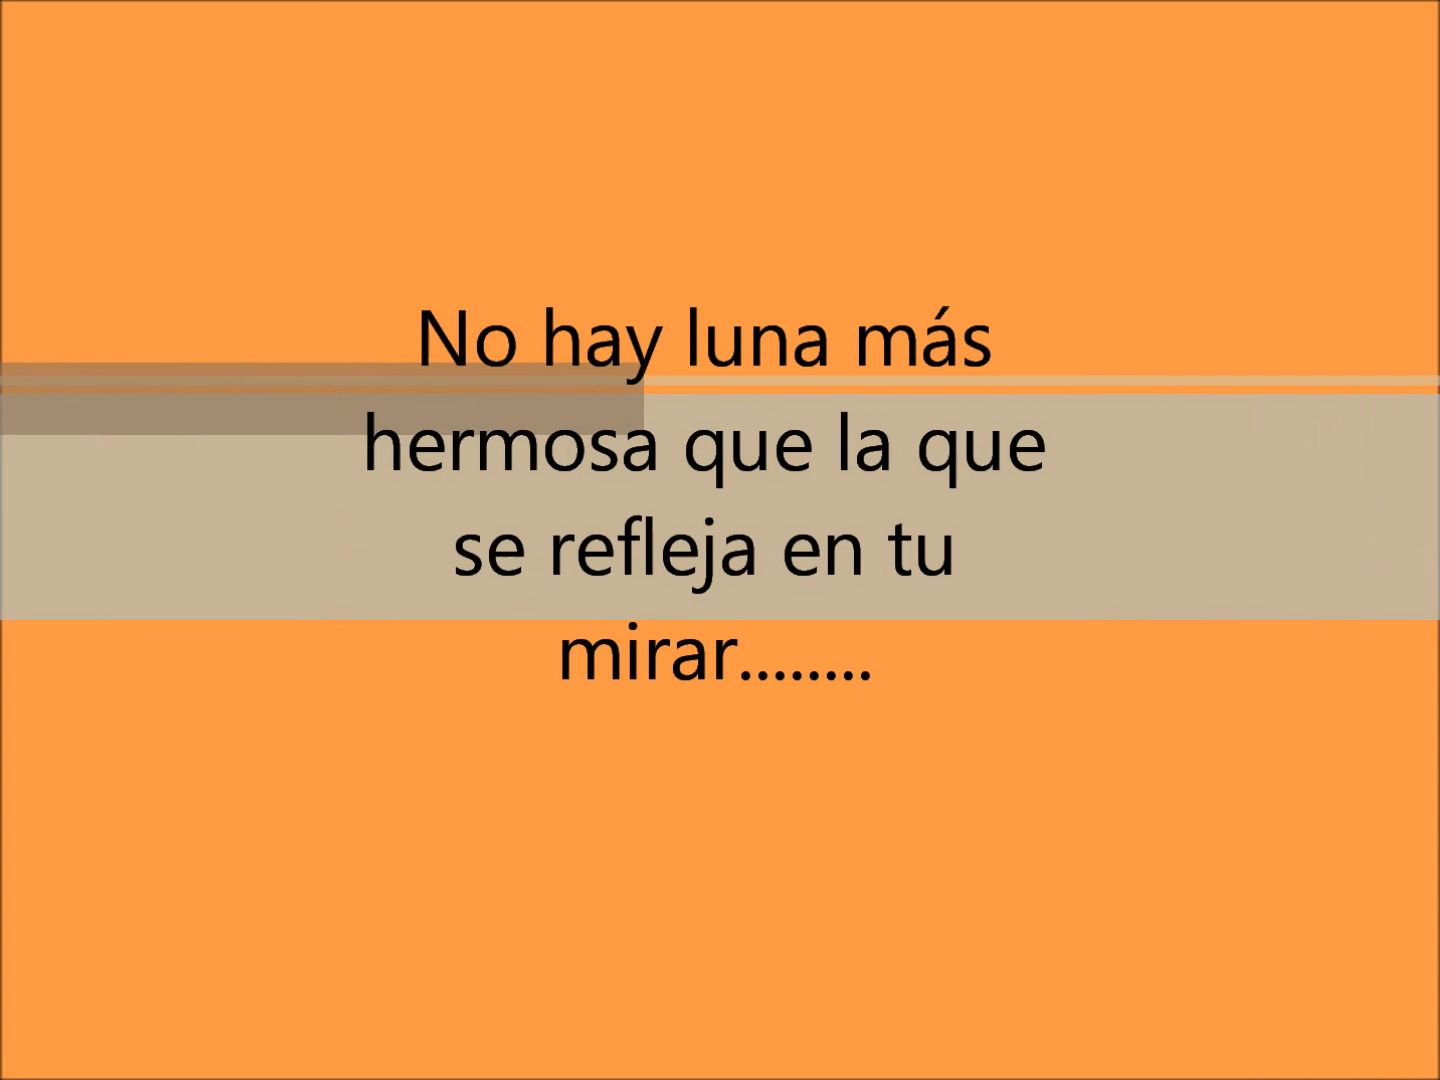 No hay luna más
hermosa que la que
se refleja en tu
mirar........